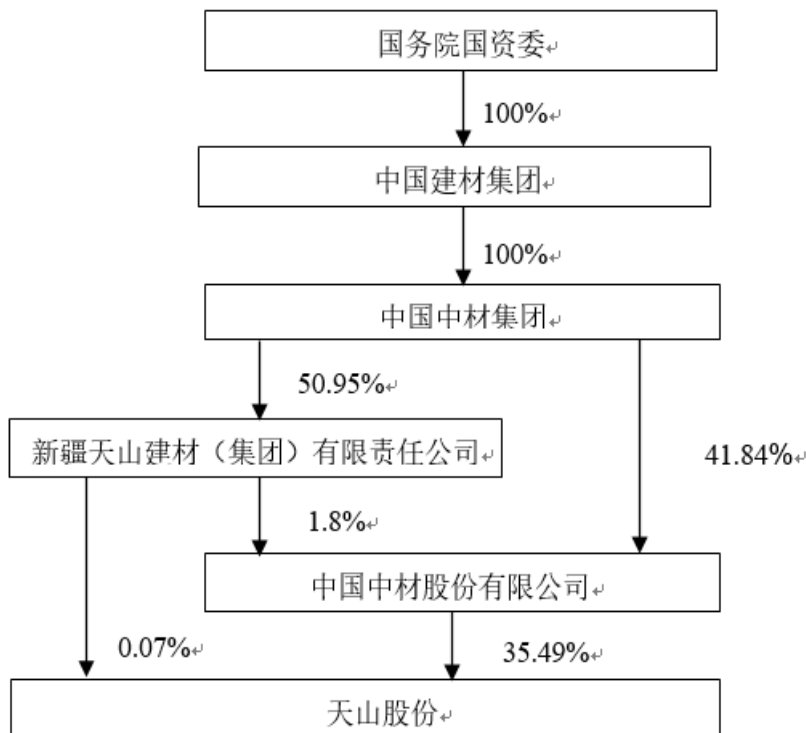 国务院国资委
100%
中国建材集团
100%
中国中材集团
50.95%
新疆天山建材（集团）有限责任公司
41.84%
1.8%
中国中材股份有限公司
0.07%
35.49%
天山股份